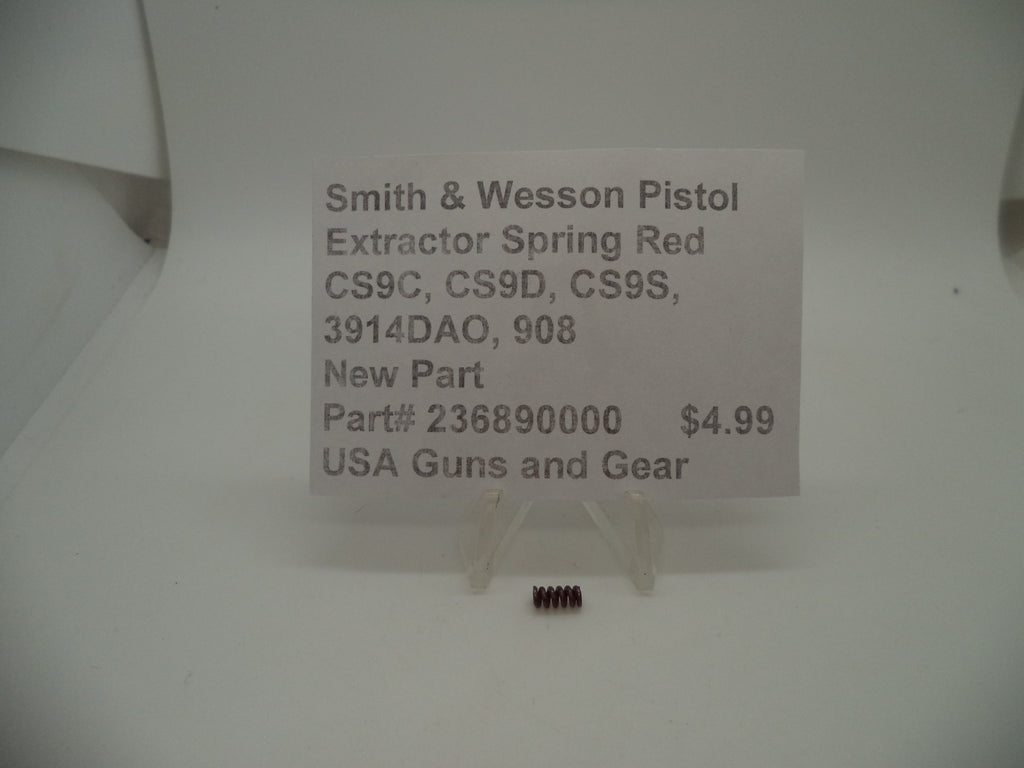 Smith & Wesson Pistol
Extractor Spring Red
CS9C, CS9D, CS9S,
3914DAO, 908
New Part
Part# 236890000 $4.99
USA Guns and Gear